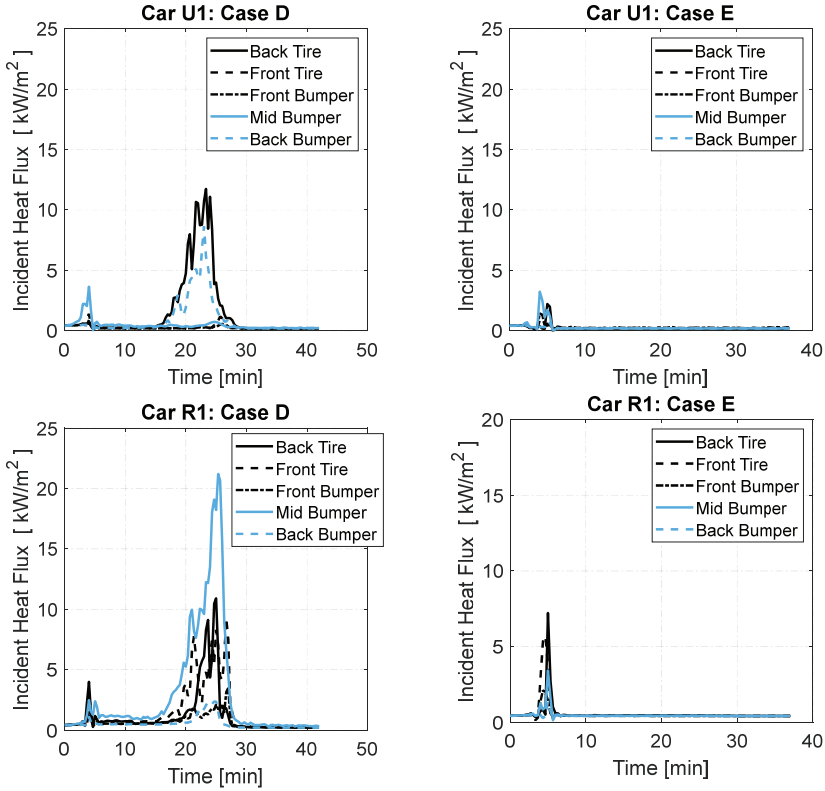 Car U1: Case D
Incident Heat Flux [ kW/m² ]
25
20
15
10
5
0
Back Tire
Front Tire
Front Bumper
Mid Bumper
Back Bumper
0 10 20 30 40 50
Time [min]
Car U1: Case E
Incident Heat Flux [ kW/m² ]
25
20
15
10
5
0
Back Tire
Front Tire
Front Bumper
Mid Bumper
Back Bumper
0 10 20 30 40
Time [min]
Car R1: Case D
Incident Heat Flux [ kW/m² ]
25
20
15
10
5
0
Back Tire
Front Tire
Front Bumper
Mid Bumper
Back Bumper
0 10 20 30 40 50
Time [min]
Car R1: Case E
Incident Heat Flux [ kW/m² ]
20
15
10
5
0
Back Tire
Front Tire
Front Bumper
Mid Bumper
Back Bumper
0 10 20 30 40
Time [min]